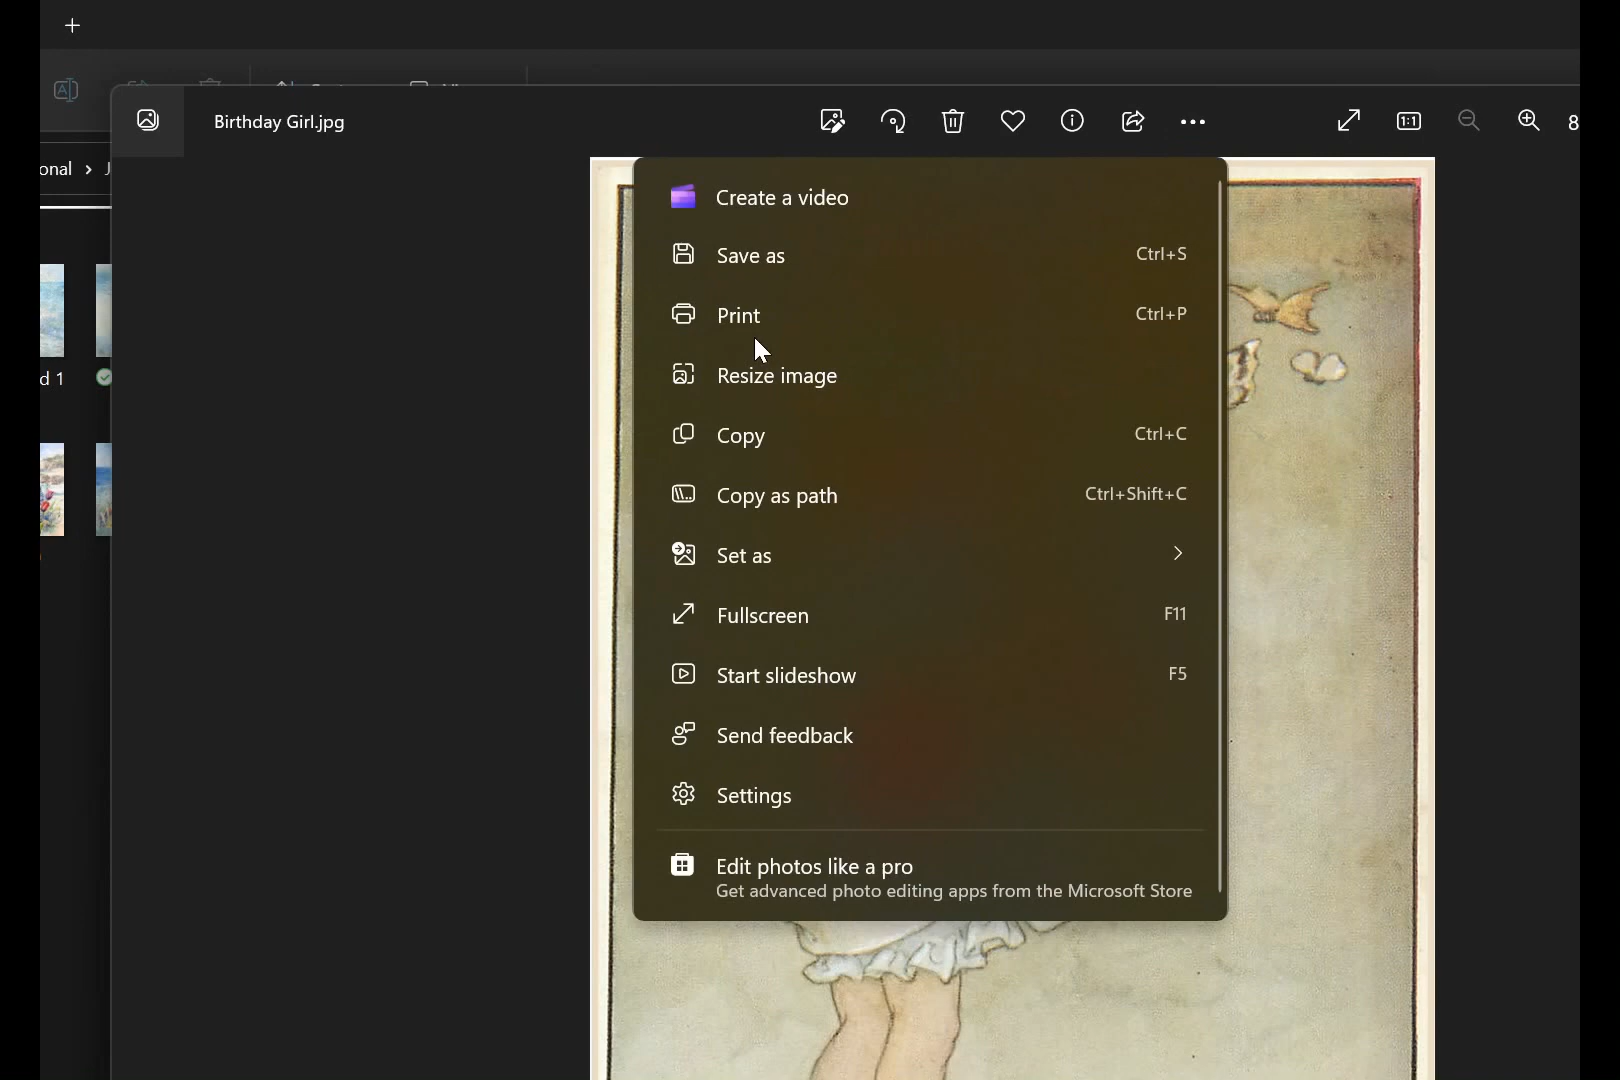 Birthday Girl.jpg
1:1
8
onal > J
d 1
Create a video
Save as Ctrl+S
Print Ctrl+P
Resize image
Copy Ctrl+C
Copy as path Ctrl+Shift+C
Set as
Fullscreen F11
Start slideshow F5
Send feedback
Settings
Edit photos like a pro
Get advanced photo editing apps from the Microsoft Store